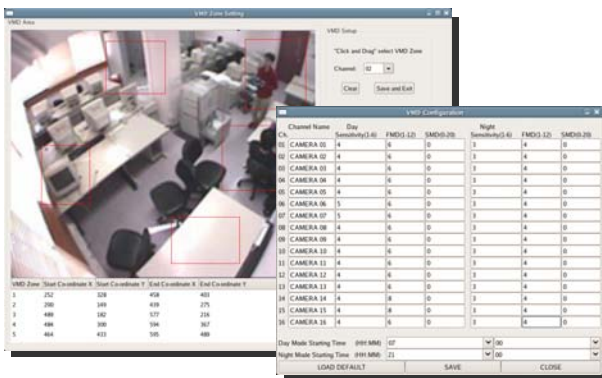 VMD Zone Setting
VMD Area
VMD Setup
"Click and Drag" select VMD Zone
Channel 02
Clear Save and Exit
VMD Zone Start Co-ordinate X Start Co-ordinate Y End Co-ordinate X End Co-ordinate Y
1 252 328 458 403
2 200 149 439 275
3 480 182 577 216
4 484 300 594 367
5 464 433 595 480
VMD Configuration
Channel Name Day Night
Ch. Sensitivity(1-6) FMD(1-12) SMD(0-20) Sensitivity(1-6) FMD(1-12) SMD(0-20)
01 CAMERA 01 4 6 0 3 4 0
02 CAMERA 02 4 6 0 3 4 0
03 CAMERA 03 4 6 0 3 4 0
04 CAMERA 04 4 6 0 3 4 0
05 CAMERA 05 4 6 0 3 4 0
06 CAMERA 06 5 6 0 3 4 0
07 CAMERA 07 5 6 0 3 4 0
08 CAMERA 08 4 6 0 3 4 0
09 CAMERA 09 4 6 0 3 4 0
10 CAMERA 10 4 6 0 3 4 0
11 CAMERA 11 4 6 0 3 4 0
12 CAMERA 12 4 6 0 3 4 0
13 CAMERA 13 4 6 0 3 4 0
14 CAMERA 14 4 8 0 3 4 0
15 CAMERA 15 4 8 0 3 4 0
16 CAMERA 16 4 6 0 3 4 0
Day Mode Starting Time (HH:MM) 07 00
Night Mode Starting Time (HH:MM) 21 00
LOAD DEFAULT SAVE CLOSE